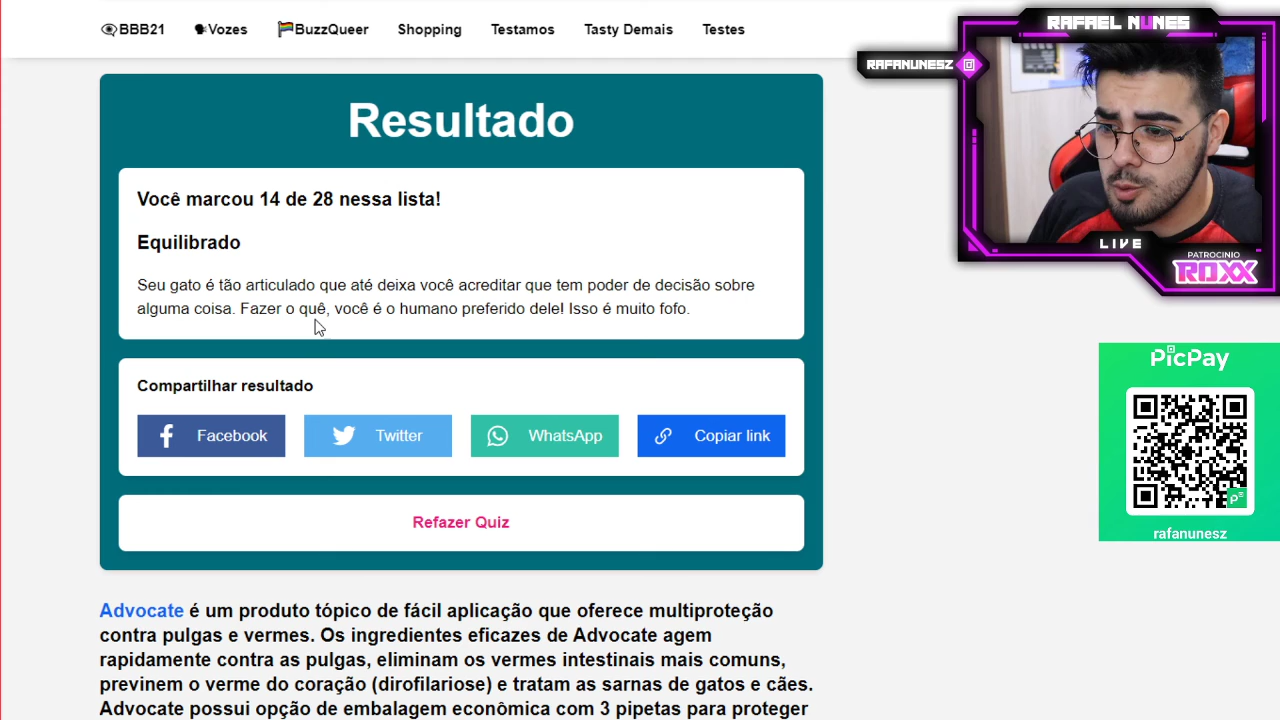 BBB21
Vozes
BuzzQueer
Shopping
Testamos
Tasty Demais
Testes
RAFAEL NUNES
RAFANUNESZ
LIVE
PATROCINIO
ROXX
Resultado
Você marcou 14 de 28 nessa lista!
Equilibrado
Seu gato é tão articulado que até deixa você acreditar que tem poder de decisão sobre
alguma coisa. Fazer o quê, você é o humano preferido dele! Isso é muito fofo.
Compartilhar resultado
Facebook
Twitter
WhatsApp
Copiar link
Refazer Quiz
PicPay
rafanunesz
Advocate é um produto tópico de fácil aplicação que oferece multiproteção
contra pulgas e vermes. Os ingredientes eficazes de Advocate agem
rapidamente contra as pulgas, eliminam os vermes intestinais mais comuns,
previnem o verme do coração (dirofilariose) e tratam as sarnas de gatos e cães.
Advocate possui opção de embalagem econômica com 3 pipetas para proteger